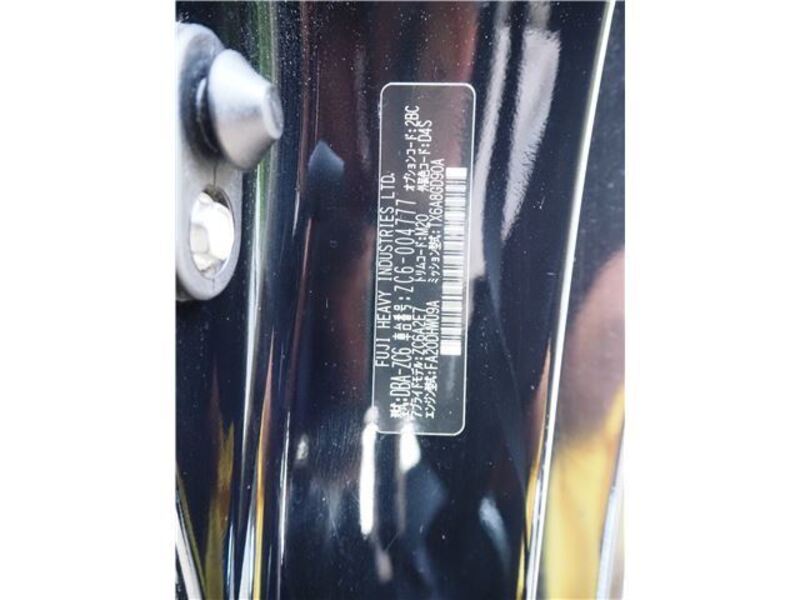 FUJI HEAVY INDUSTRIES LTD.
型式:DBA-ZC6 車台番号:ZC6-004777 オプションコード:2BC
アプライドモデル:ZC6A2E7 トリムコード:M20 外装色コード:D4S
エンジン型式:FA20DHW09A ミッション型式:TX6A8GD90A